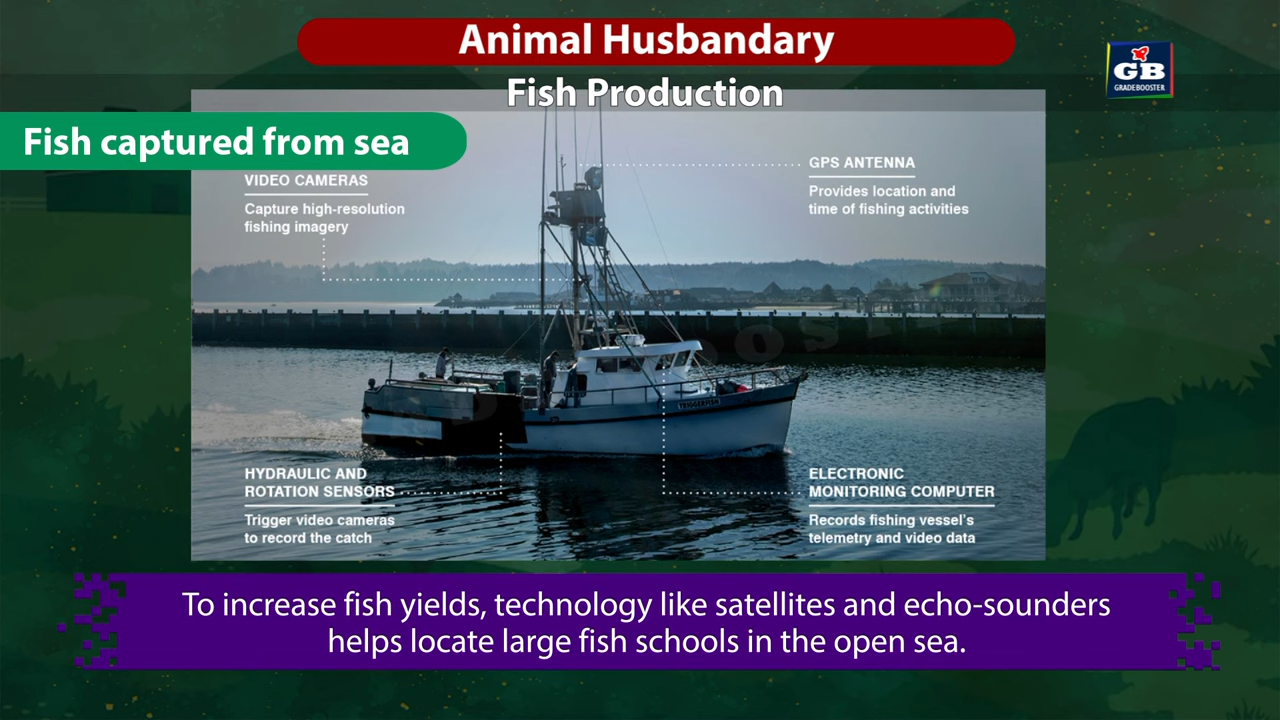 Animal Husbandary
Fish Production
GB
GRADEBOOSTER
Fish captured from sea
VIDEO CAMERAS
Capture high-resolution
fishing imagery
GPS ANTENNA
Provides location and
time of fishing activities
HYDRAULIC AND
ROTATION SENSORS
Trigger video cameras
to record the catch
ELECTRONIC
MONITORING COMPUTER
Records fishing vessel's
telemetry and video data
To increase fish yields, technology like satellites and echo-sounders
helps locate large fish schools in the open sea.